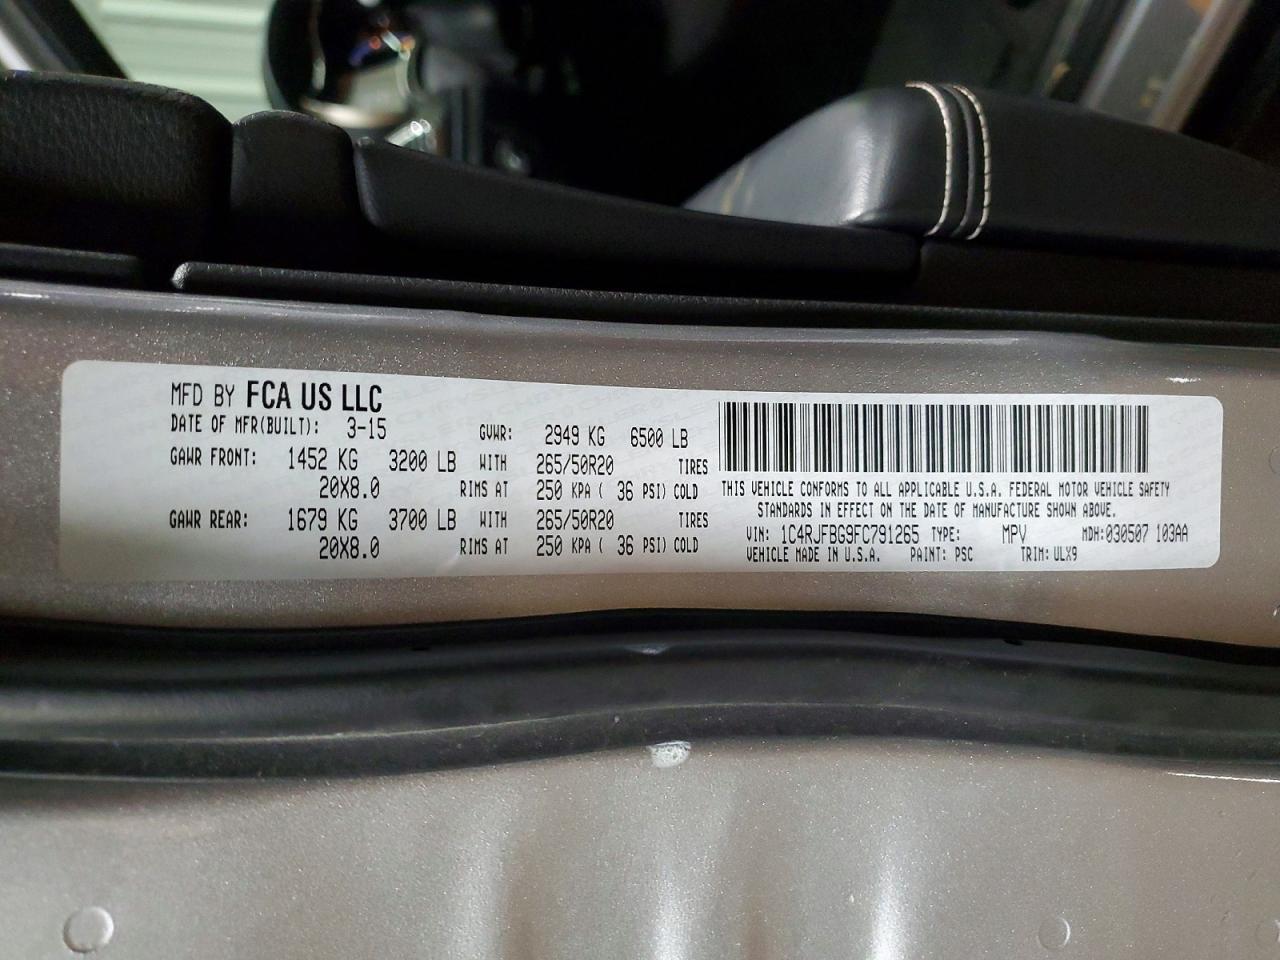 MFD BY FCA US LLC
DATE OF MFR(BUILT): 3-15 GVWR: 2949 KG 6500 LB
GAWR FRONT: 1452 KG 3200 LB WITH 265/50R20 TIRES
20X8.0 RIMS AT 250 KPA ( 36 PSI) COLD
GAWR REAR: 1679 KG 3700 LB WITH 265/50R20 TIRES
20X8.0 RIMS AT 250 KPA ( 36 PSI) COLD
THIS VEHICLE CONFORMS TO ALL APPLICABLE U.S.A. FEDERAL MOTOR VEHICLE SAFETY
STANDARDS IN EFFECT ON THE DATE OF MANUFACTURE SHOWN ABOVE.
VIN: 1C4RJFBG9FC791265 TYPE: MPV MDH:030507 103AA
VEHICLE MADE IN U.S.A. PAINT: PSC TRIM: ULX9